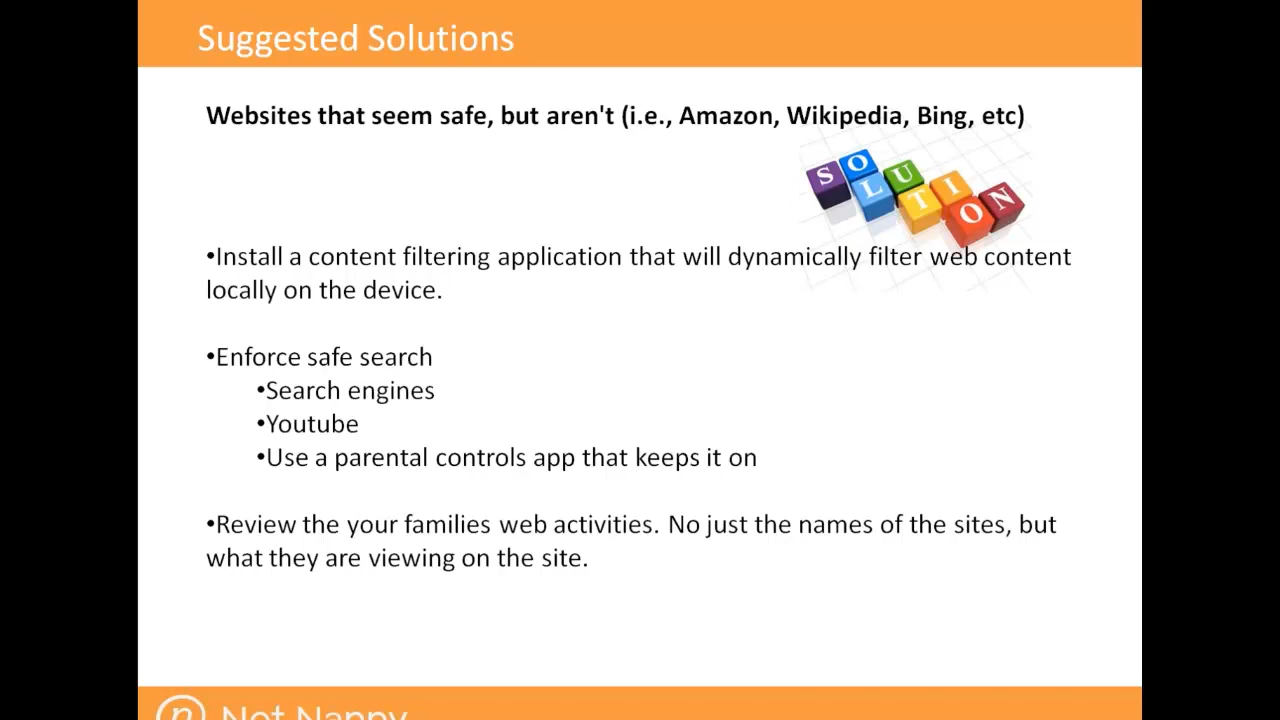 Suggested Solutions
Websites that seem safe, but aren't (i.e., Amazon, Wikipedia, Bing, etc)
SOLUTION
•Install a content filtering application that will dynamically filter web content
locally on the device.
•Enforce safe search
•Search engines
•Youtube
•Use a parental controls app that keeps it on
•Review the your families web activities. No just the names of the sites, but
what they are viewing on the site.
n Net Nanny